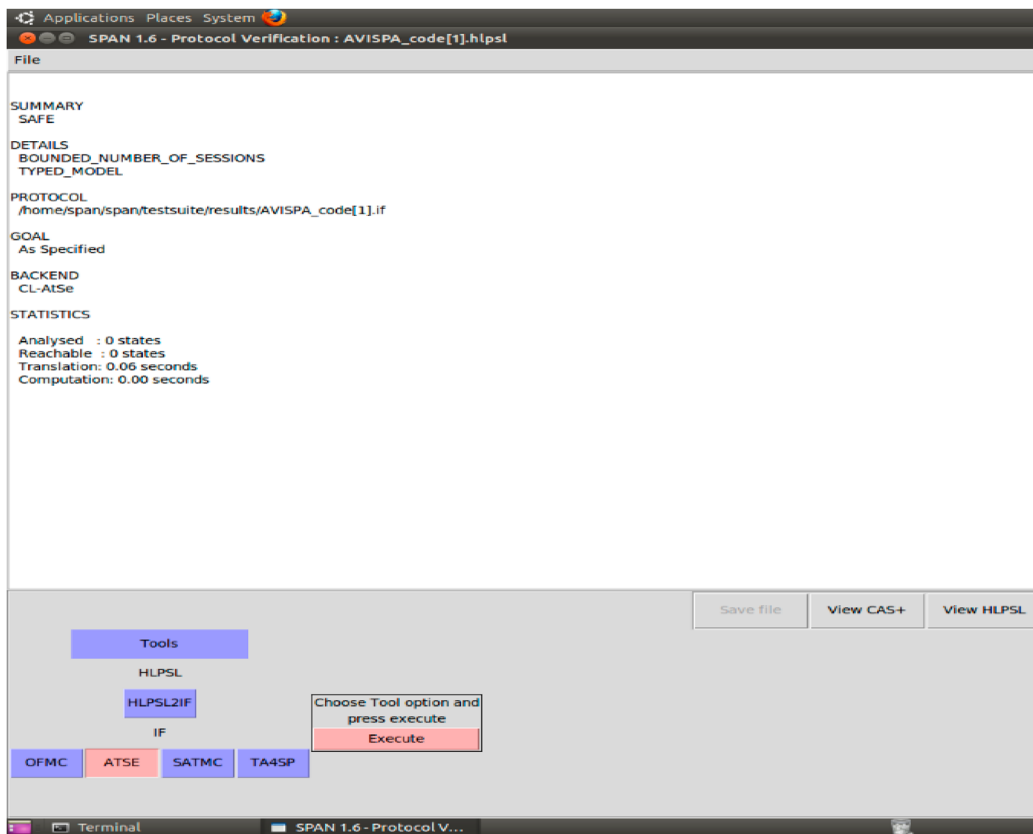 Applications Places System
SPAN 1.6 - Protocol Verification : AVISPA_code[1].hlpsl
File
SUMMARY
SAFE
DETAILS
BOUNDED_NUMBER_OF_SESSIONS
TYPED_MODEL
PROTOCOL
/home/span/span/testsuite/results/AVISPA_code[1].if
GOAL
As Specified
BACKEND
CL-AtSe
STATISTICS
Analysed : 0 states
Reachable : 0 states
Translation: 0.06 seconds
Computation: 0.00 seconds
Save file View CAS+ View HLPSL
Tools
HLPSL
HLPSL2IF
Choose Tool option and
press execute
IF
Execute
OFMC ATSE SATMC TA4SP
Terminal SPAN 1.6 - Protocol V...